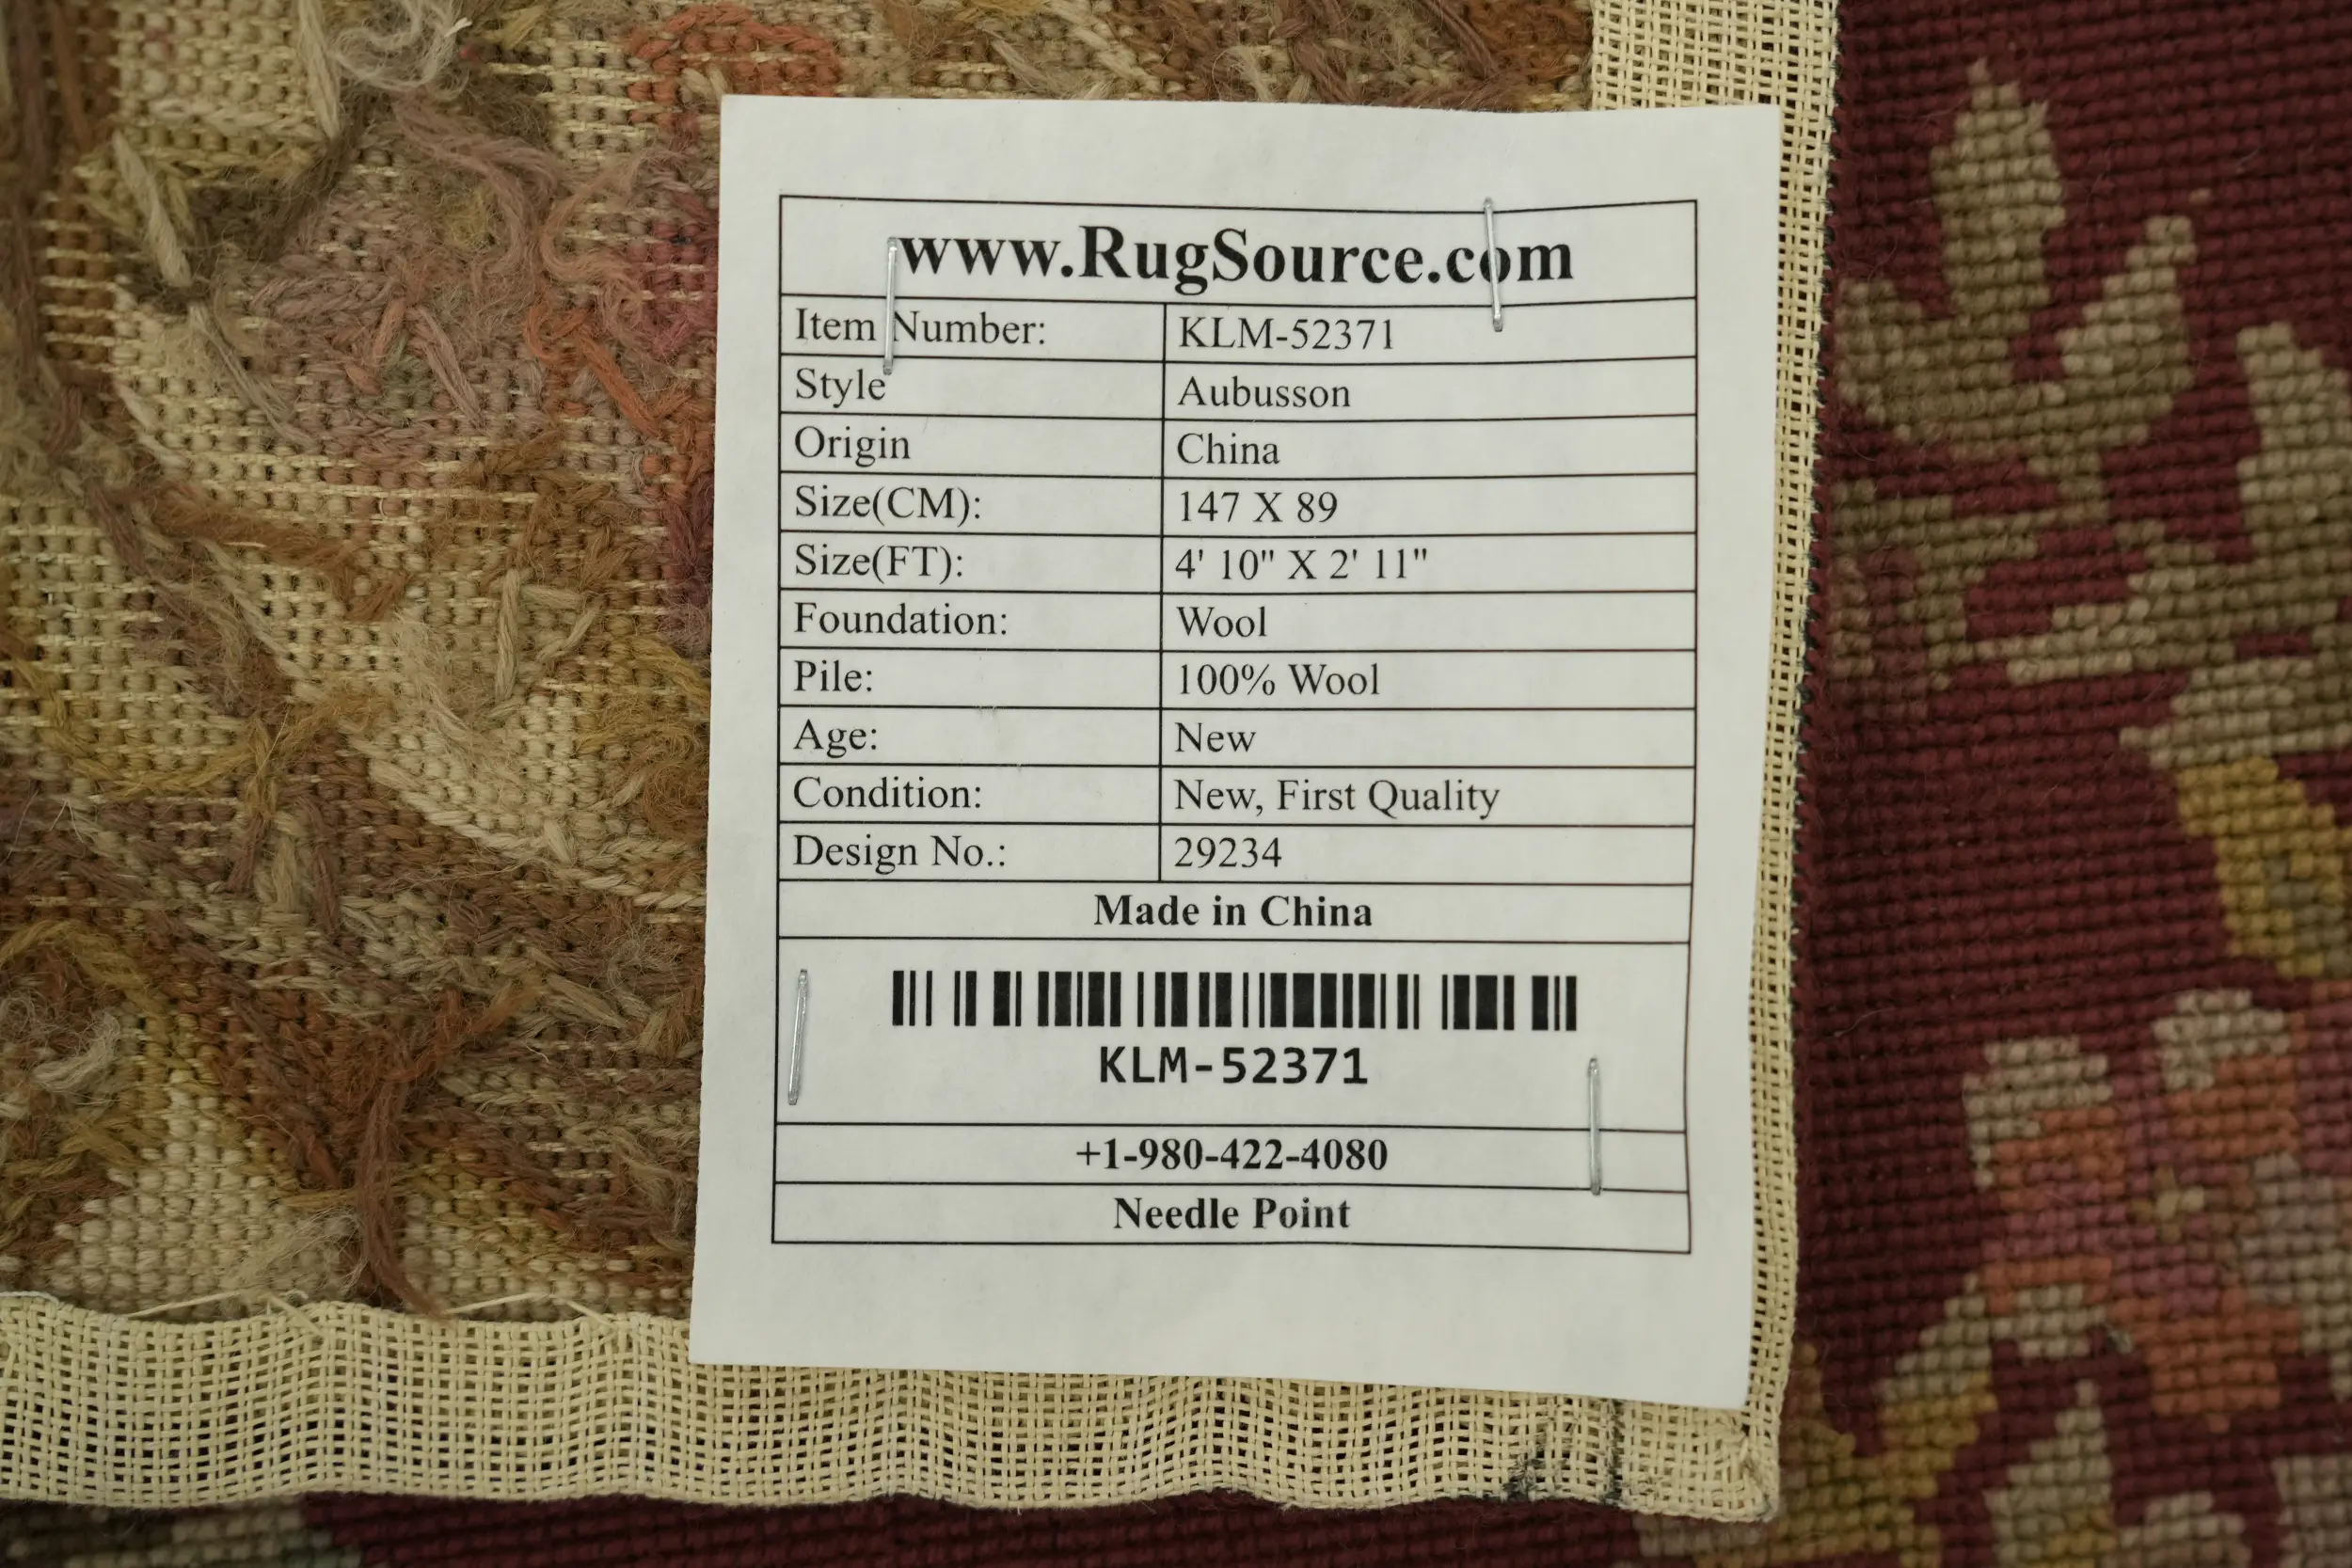 www.RugSource.com
Item Number: KLM-52371
Style Aubusson
Origin China
Size(CM): 147 X 89
Size(FT): 4' 10" X 2' 11"
Foundation: Wool
Pile: 100% Wool
Age: New
Condition: New, First Quality
Design No.: 29234
Made in China
KLM-52371
+1-980-422-4080
Needle Point